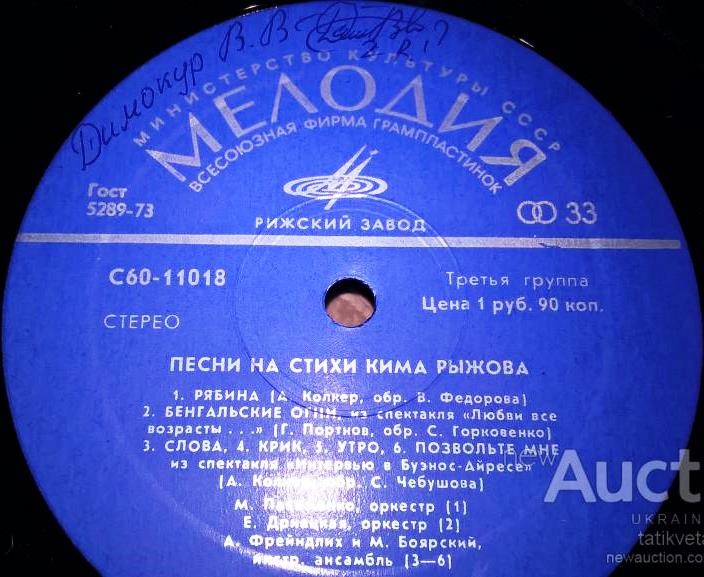 Димокур В. В.
МИНИСТЕРСТВО КУЛЬТУРЫ СССР
МЕЛОДИЯ
ВСЕСОЮЗНАЯ ФИРМА ГРАМПЛАСТИНОК
Гост
5289-73
33
РИЖСКИЙ ЗАВОД
С60-11018
Третья группа
Цена 1 руб. 90 коп.
СТЕРЕО
ПЕСНИ НА СТИХИ КИМА РЫЖОВА
1. РЯБИНА (А. Колкер, обр. В. Федорова)
2. БЕНГАЛЬСКИЕ ОГНИ, из спектакля «Любви все
возрасты . . .» (Г. Портнов, обр. С. Горковенко)
3. СЛОВА, 4. КРИК, 5. УТРО, 6. ПОЗВОЛЬТЕ МНЕ
из спектакля «Интервью в Буэнос-Айресе»
(А. С. Чебушова)
М. оркестр (1)
Е. оркестр (2)
А. Фрейндлих и М. Боярский,
ансамбль (3—6)
new Auct
UKRAIN
tatikveta
newauction.com